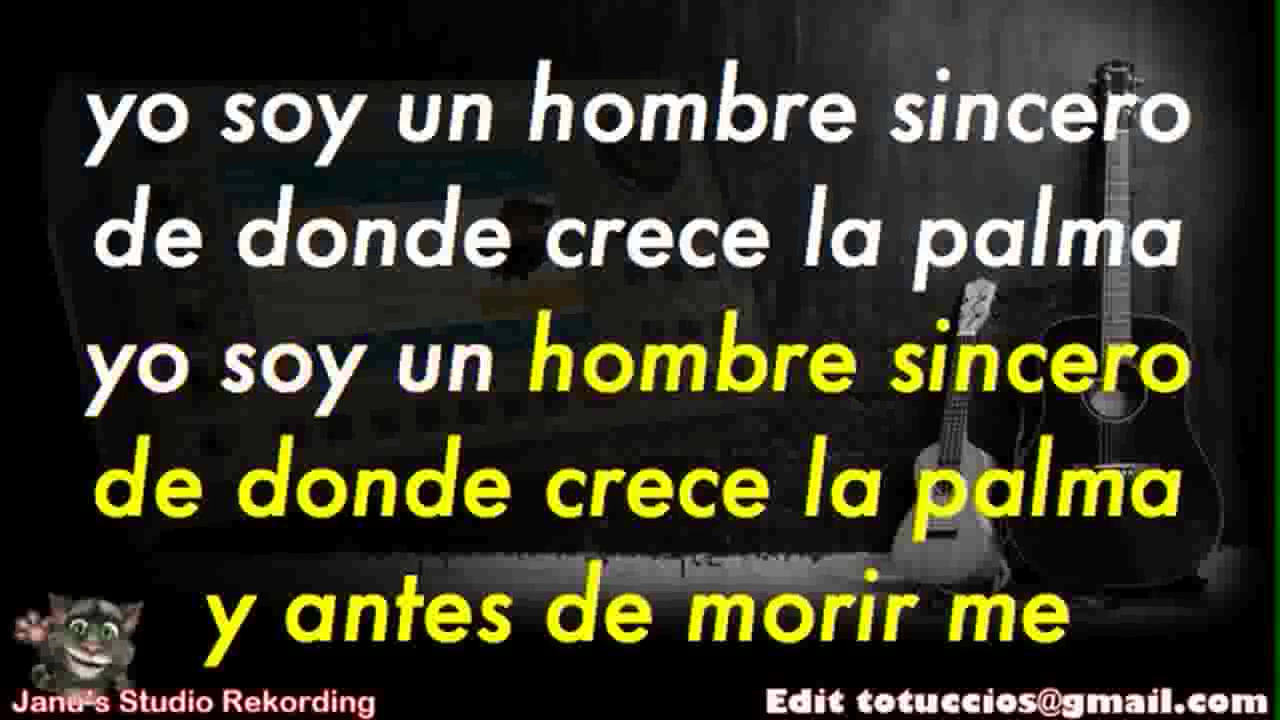 yo soy un hombre sincero
de donde crece la palma
yo soy un hombre sincero
de donde crece la palma
y antes de morir me
Janu's Studio Rekording
Edit totuccios@gmail.com